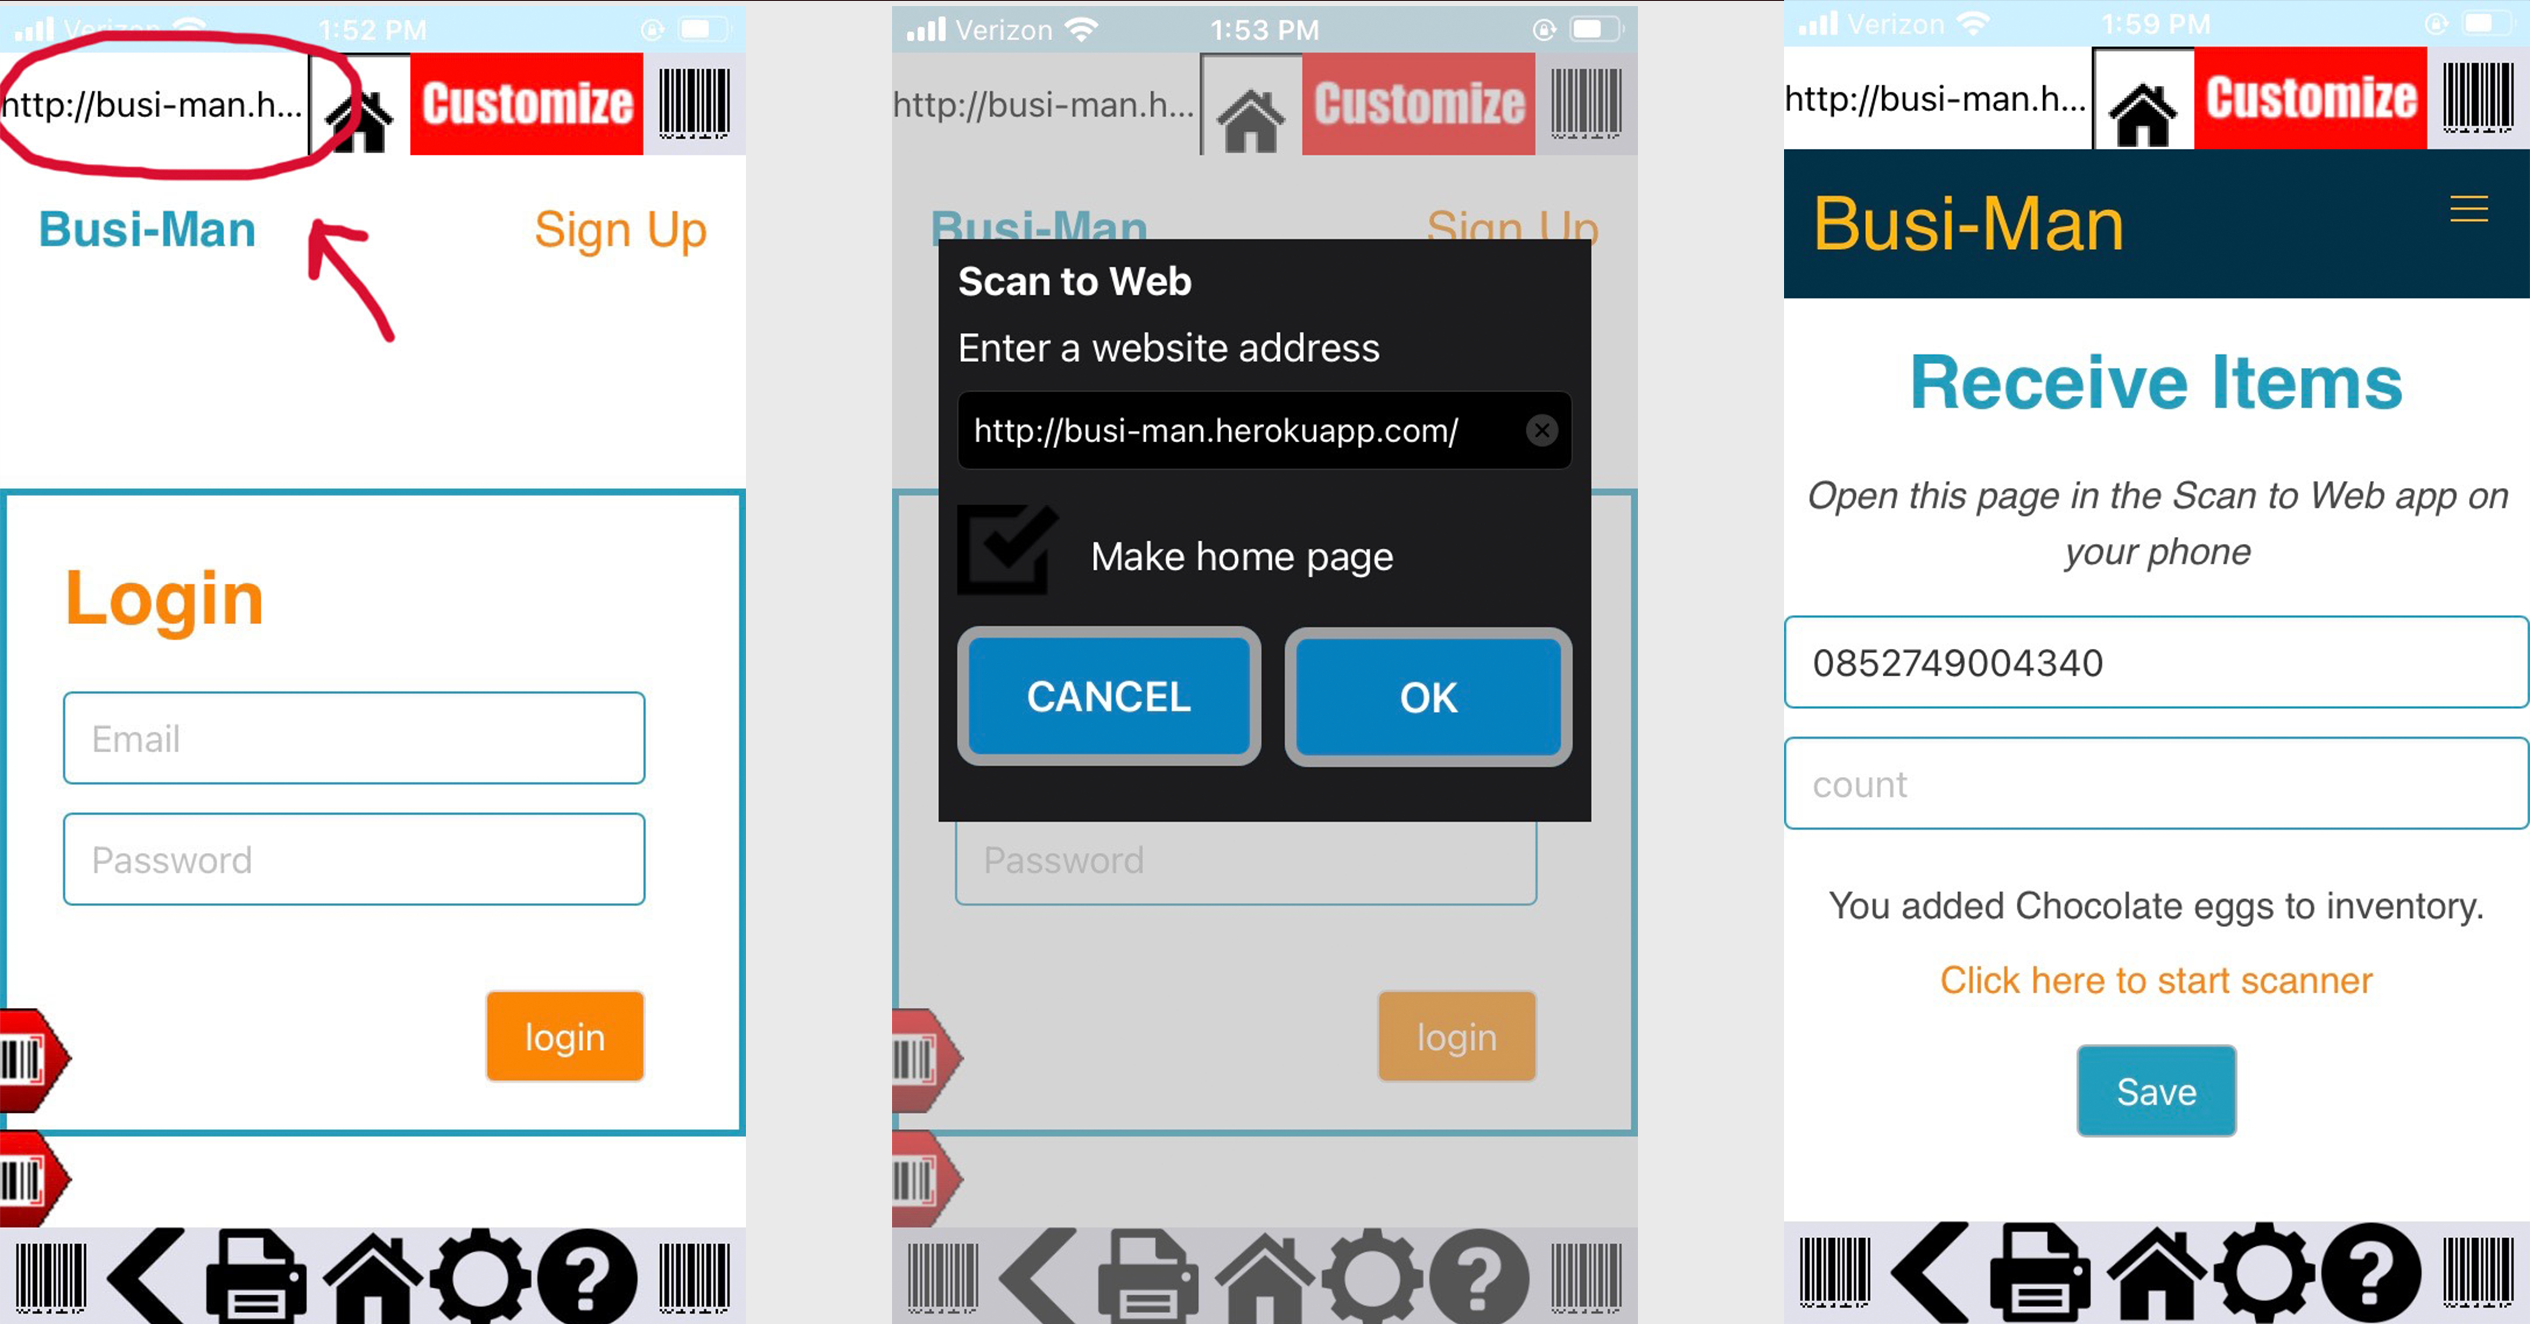 Verizon
1:52 PM
http://busi-man.h...
Customize
Busi-Man
Sign Up
Login
Email
Password
login
Verizon
1:53 PM
http://busi-man.h...
Customize
Busi-Man
Sign Up
Scan to Web
Enter a website address
http://busi-man.herokuapp.com/
Make home page
CANCEL
OK
Password
login
Verizon
1:59 PM
http://busi-man.h...
Customize
Busi-Man
Receive Items
Open this page in the Scan to Web app on
your phone
0852749004340
count
You added Chocolate eggs to inventory.
Click here to start scanner
Save